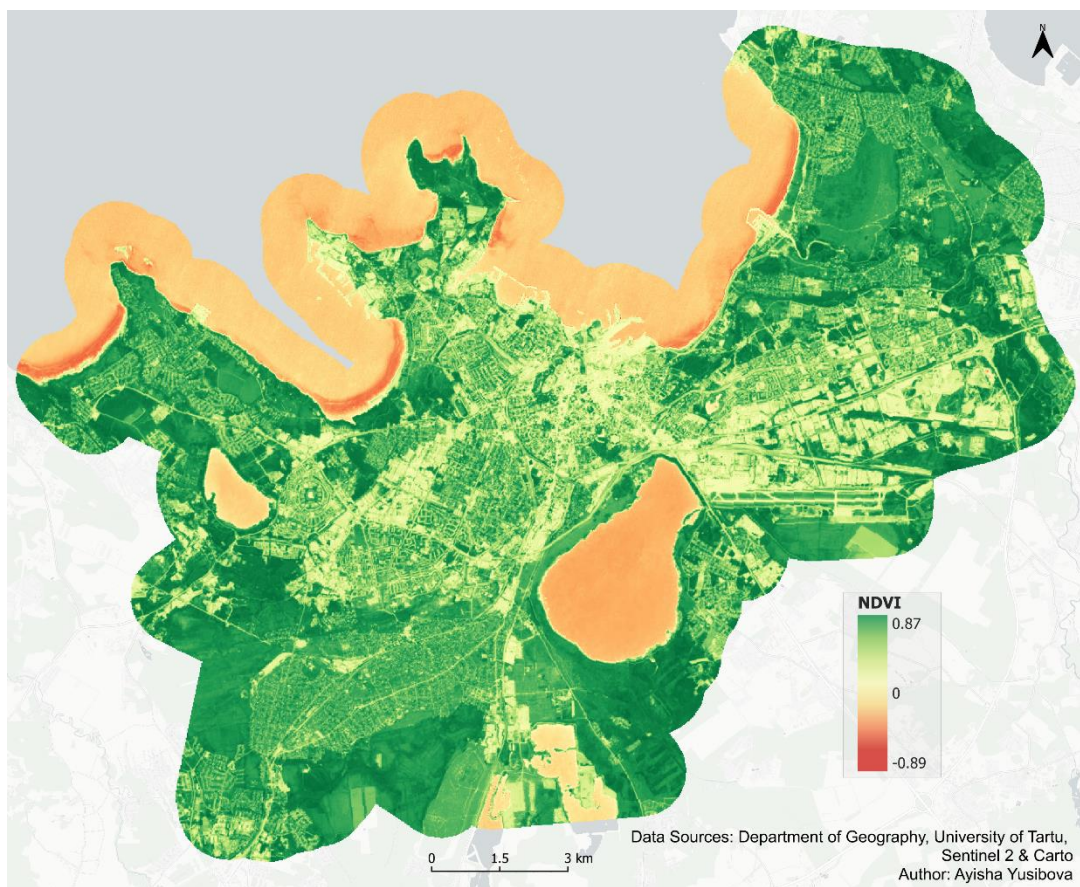 N
NDVI
0.87
0
-0.89
0 1.5 3 km
Data Sources: Department of Geography, University of Tartu,
Sentinel 2 & Carto
Author: Ayisha Yusibova